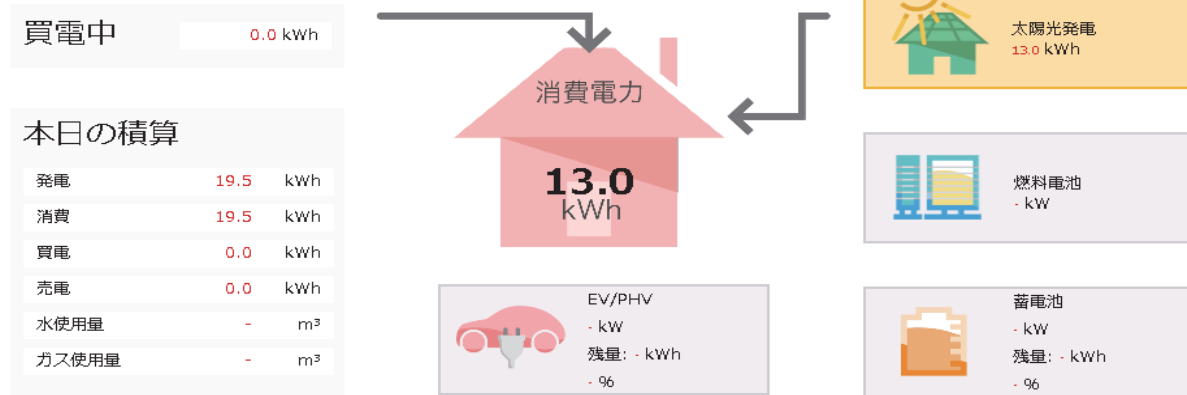 買電中 0.0 kWh
本日の積算
発電 19.5 kWh
消費 19.5 kWh
買電 0.0 kWh
売電 0.0 kWh
水使用量 - m³
ガス使用量 - m³
消費電力
13.0
kWh
EV/PHV
- kW
残量: - kWh
- %
太陽光発電
13.0 kWh
燃料電池
- kW
蓄電池
- kW
残量: - kWh
- %